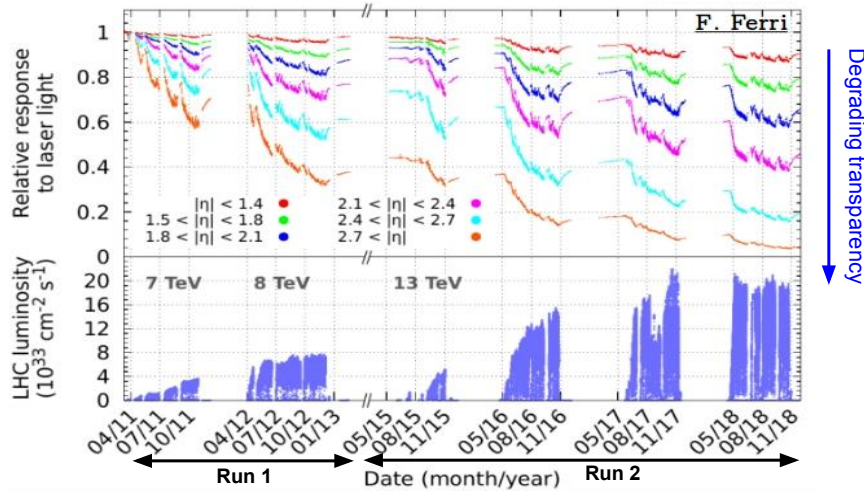 F. Ferri
Relative response
to laser light
1
0.8
0.6
0.4
0.2
0
|η| < 1.4
1.5 < |η| < 1.8
1.8 < |η| < 2.1
2.1 < |η| < 2.4
2.4 < |η| < 2.7
2.7 < |η|
Degrading transparency
LHC luminosity
(10³³ cm⁻² s⁻¹)
20
16
12
8
4
0
7 TeV
8 TeV
13 TeV
//
//
04/11
07/11
10/11
04/12
07/12
10/12
01/13
05/15
08/15
11/15
05/16
08/16
11/16
05/17
08/17
11/17
05/18
08/18
11/18
Run 1
Date (month/year)
Run 2